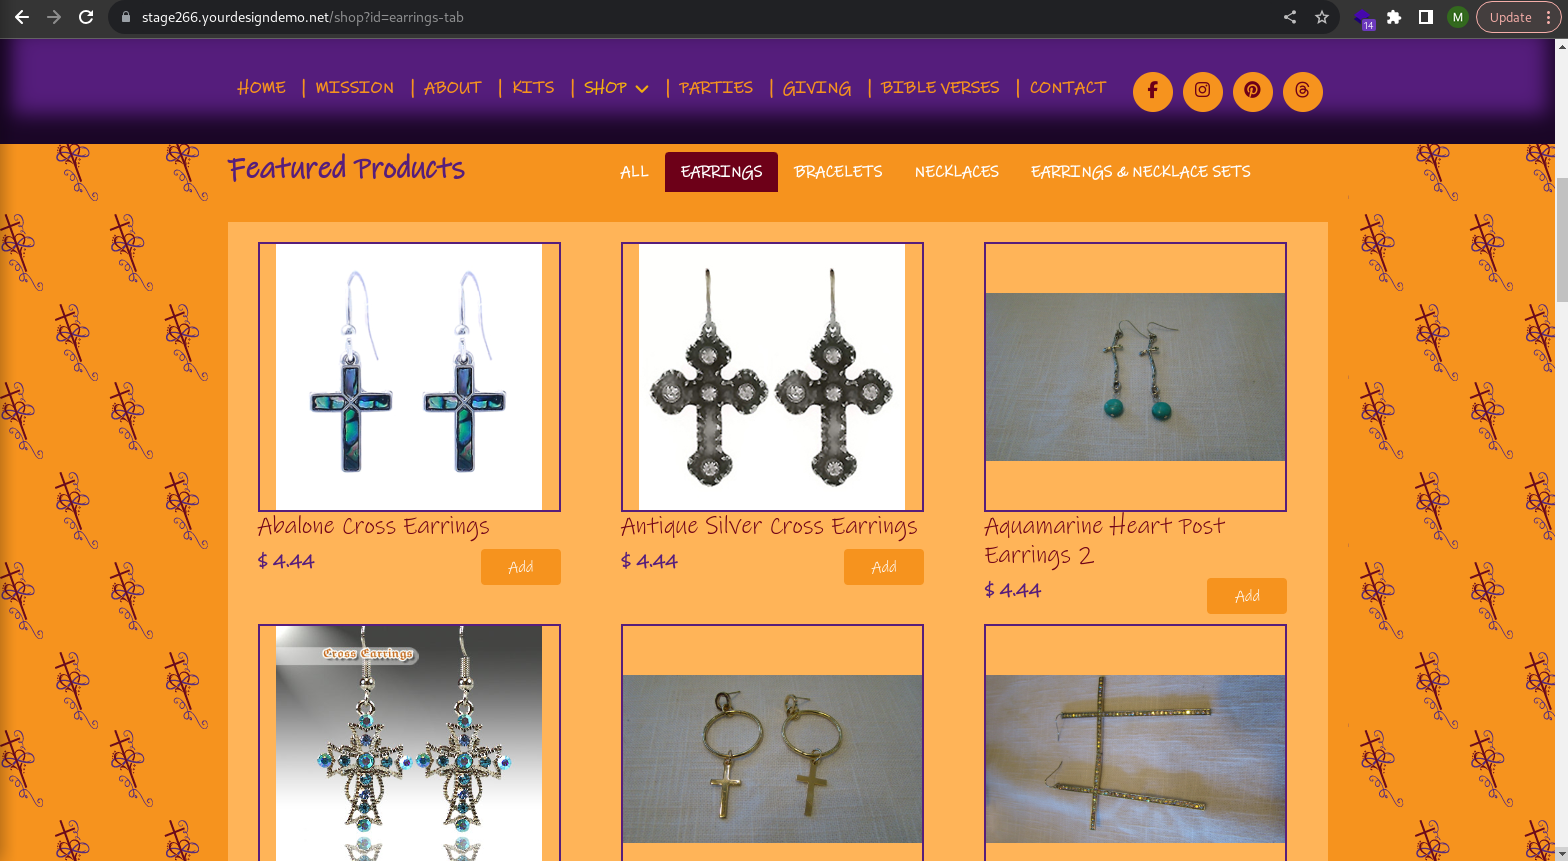 stage266.yourdesigndemo.net/shop?id=earrings-tab
14
M
Update
HOME | MISSION | ABOUT | KITS | SHOP | PARTIES | GIVING | BIBLE VERSES | CONTACT
Featured Products
ALL EARRINGS BRACELETS NECKLACES EARRINGS & NECKLACE SETS
Abalone Cross Earrings
$ 4.44 Add
Antique Silver Cross Earrings
$ 4.44 Add
Aquamarine Heart Post
Earrings 2
$ 4.44 Add
Cross Earrings